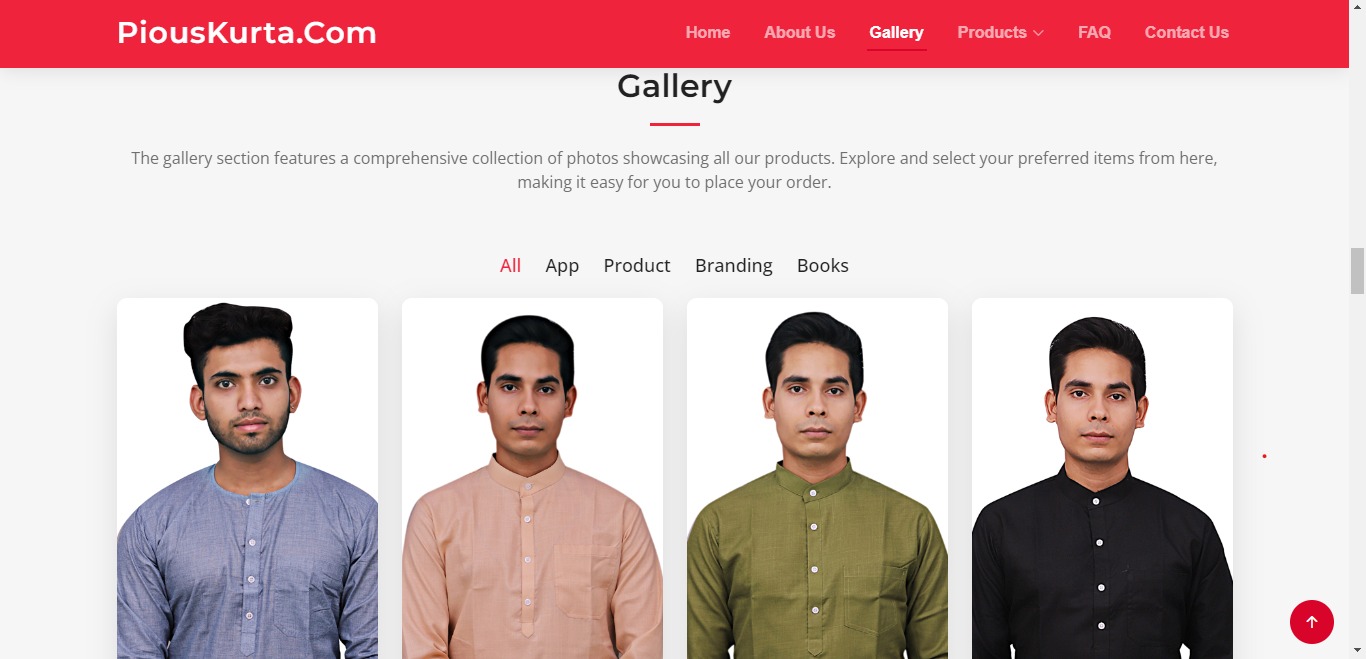 PiousKurta.Com
Home About Us Gallery Products FAQ Contact Us
Gallery
The gallery section features a comprehensive collection of photos showcasing all our products. Explore and select your preferred items from here,
making it easy for you to place your order.
All App Product Branding Books